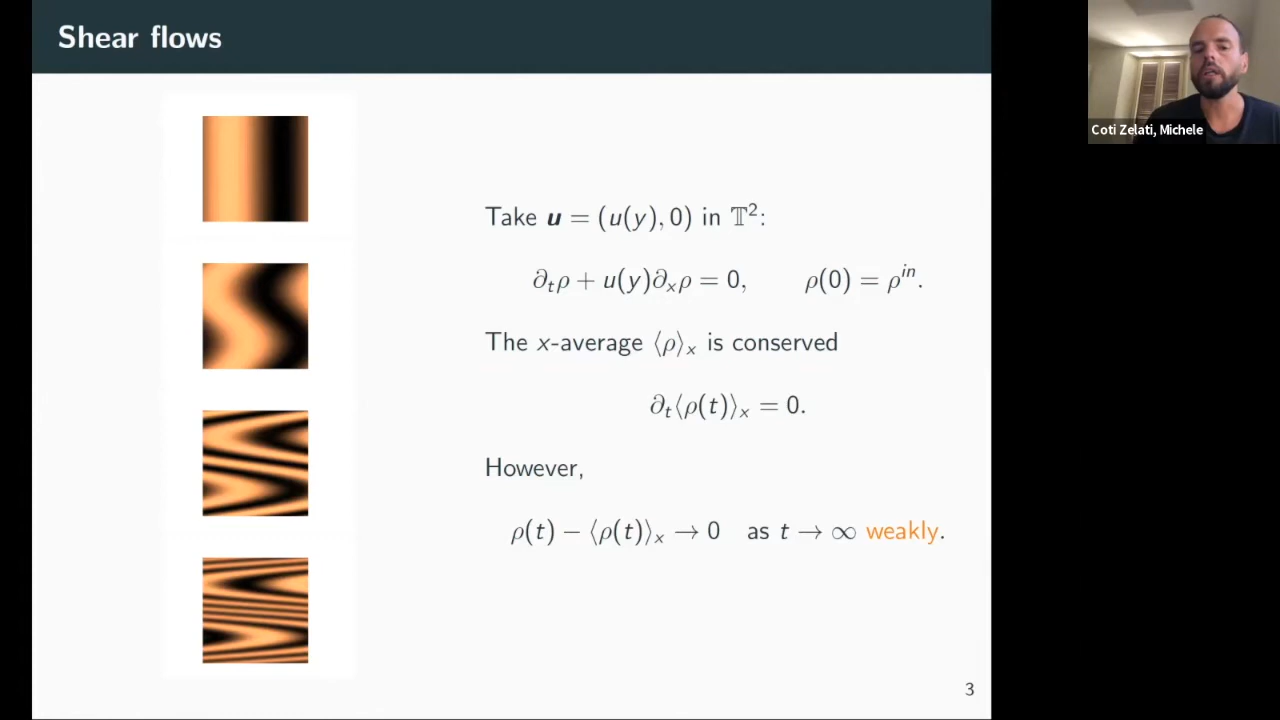 Shear flows
Take u = (u(y), 0) in 𝕋²:
∂ₜρ + u(y)∂ₓρ = 0, ρ(0) = ρⁱⁿ.
The x-average ⟨ρ⟩ₓ is conserved
∂ₜ⟨ρ(t)⟩ₓ = 0.
However,
ρ(t) − ⟨ρ(t)⟩ₓ → 0 as t → ∞ weakly.
3
Coti Zelati, Michele